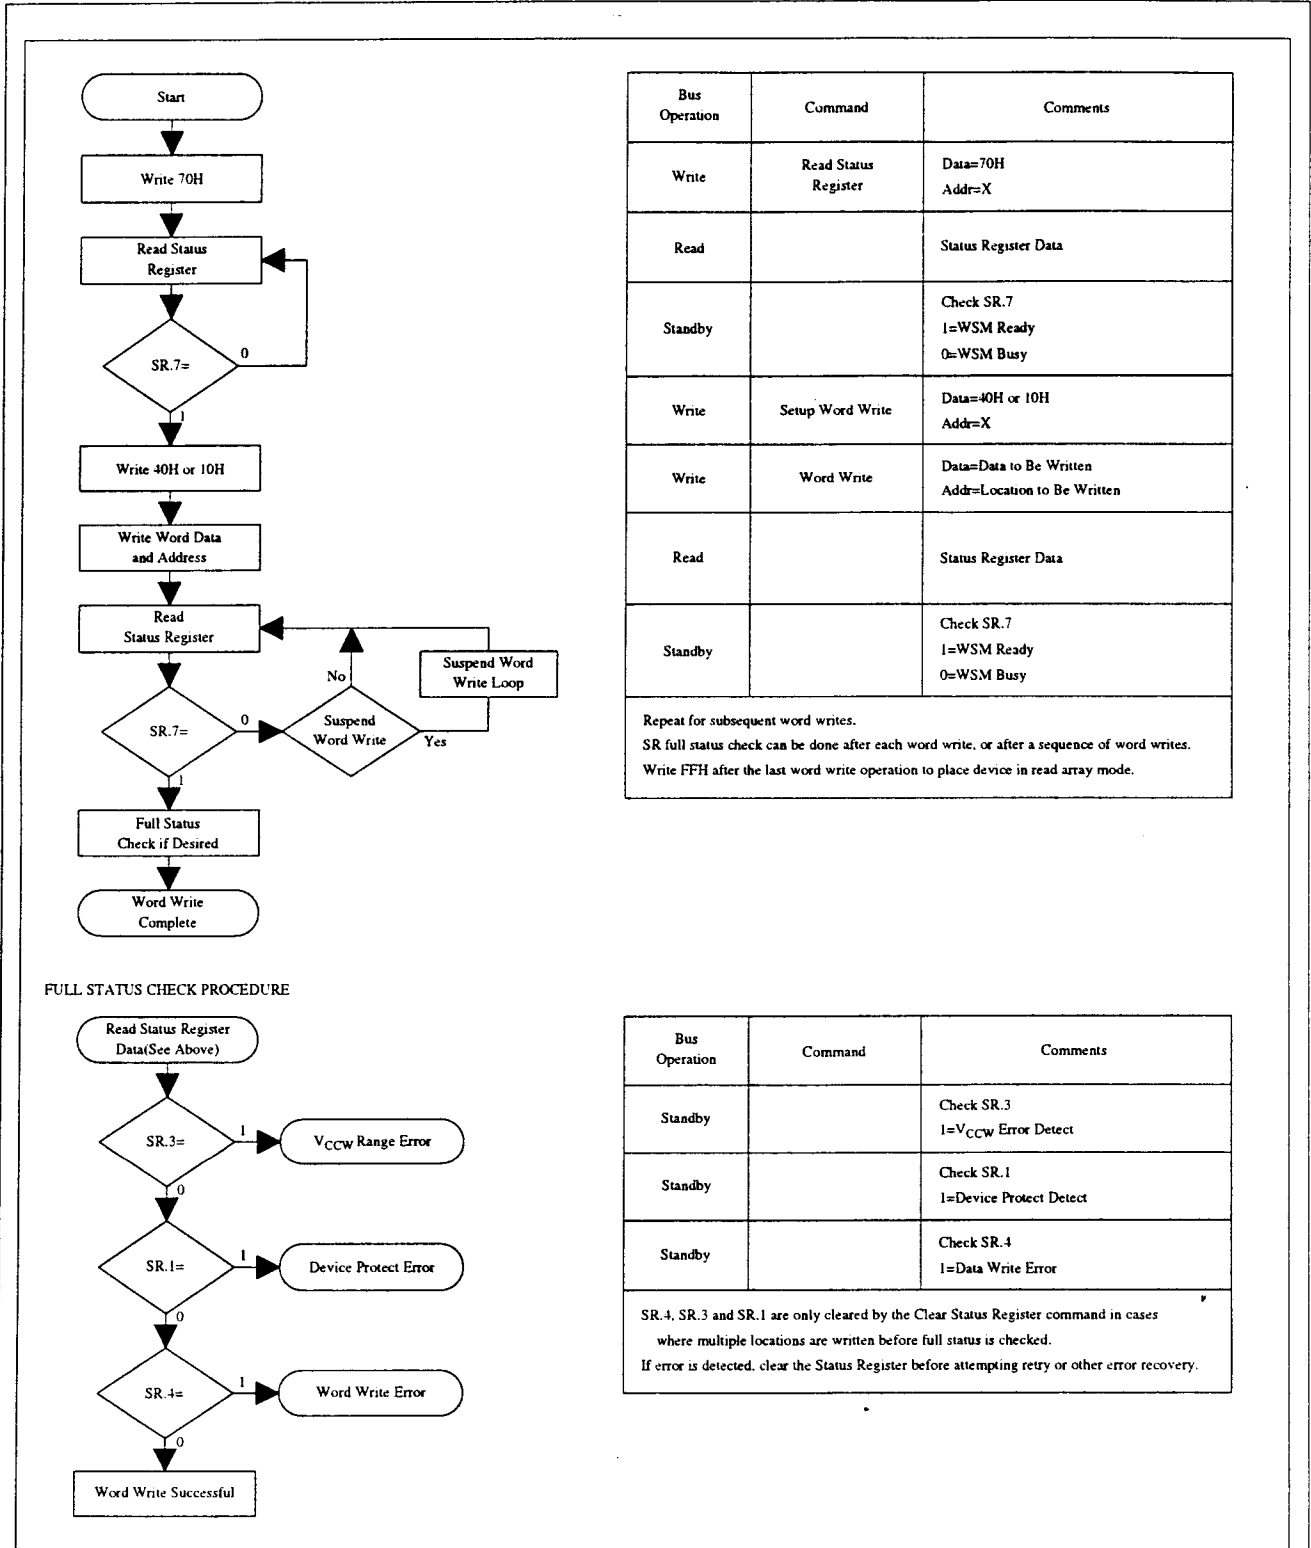 Start
Write 70H
Read Status
Register
SR.7=
0
1
Write 40H or 10H
Write Word Data
and Address
Read
Status Register
SR.7=
0
1
Suspend
Word Write
No
Yes
Suspend Word
Write Loop
Full Status
Check if Desired
Word Write
Complete
Bus
Operation
Command
Comments
Write
Read Status
Register
Data=70H
Addr=X
Read
Status Register Data
Standby
Check SR.7
1=WSM Ready
0=WSM Busy
Write
Setup Word Write
Data=40H or 10H
Addr=X
Write
Word Write
Data=Data to Be Written
Addr=Location to Be Written
Read
Status Register Data
Standby
Check SR.7
1=WSM Ready
0=WSM Busy
Repeat for subsequent word writes.
SR full status check can be done after each word write, or after a sequence of word writes.
Write FFH after the last word write operation to place device in read array mode.
FULL STATUS CHECK PROCEDURE
Read Status Register
Data(See Above)
SR.3=
1
VCCW Range Error
0
SR.1=
1
Device Protect Error
0
SR.4=
1
Word Write Error
0
Word Write Successful
Bus
Operation
Command
Comments
Standby
Check SR.3
1=VCCW Error Detect
Standby
Check SR.1
1=Device Protect Detect
Standby
Check SR.4
1=Data Write Error
SR.4, SR.3 and SR.1 are only cleared by the Clear Status Register command in cases
where multiple locations are written before full status is checked.
If error is detected, clear the Status Register before attempting retry or other error recovery.